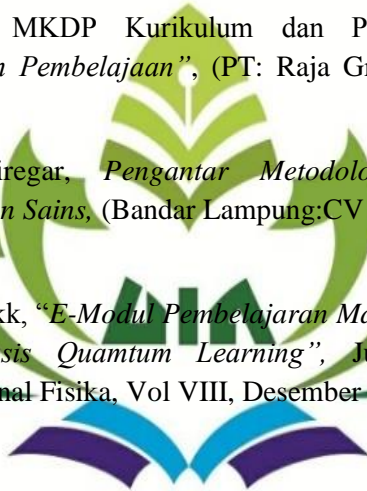 MKDP Kurikulum dan P
n Pembelajaan”, (PT: Raja Gr
iregar, Pengantar Metodolo
n Sains, (Bandar Lampung:CV
kk, “E-Modul Pembelajaran Ma
sis Quamtum Learning”, Ju
nal Fisika, Vol VIII, Desember